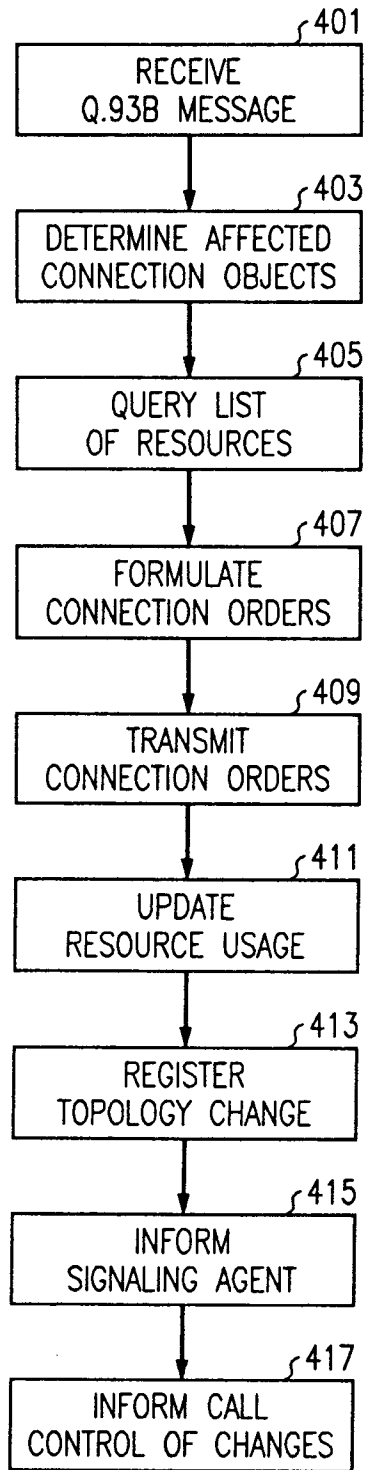 401
RECEIVE
Q.93B MESSAGE
403
DETERMINE AFFECTED
CONNECTION OBJECTS
405
QUERY LIST
OF RESOURCES
407
FORMULATE
CONNECTION ORDERS
409
TRANSMIT
CONNECTION ORDERS
411
UPDATE
RESOURCE USAGE
413
REGISTER
TOPOLOGY CHANGE
415
INFORM
SIGNALING AGENT
417
INFORM CALL
CONTROL OF CHANGES